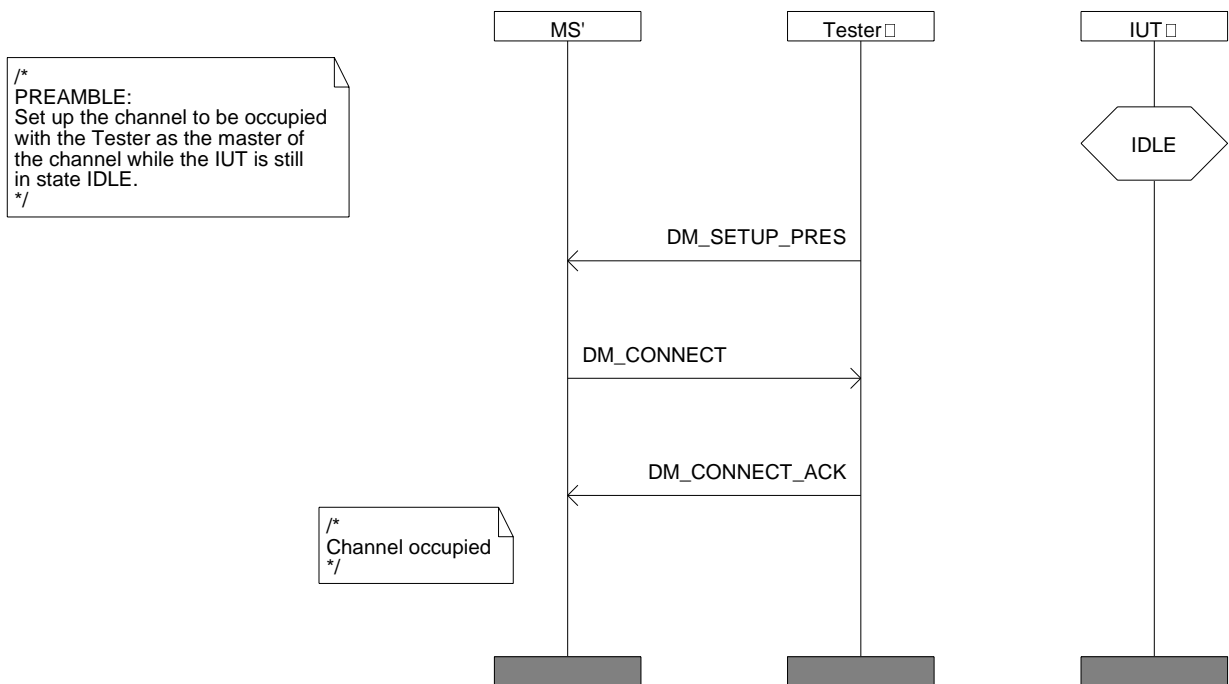 MS'
Tester
IUT
/*
PREAMBLE:
Set up the channel to be occupied
with the Tester as the master of
the channel while the IUT is still
in state IDLE.
*/
IDLE
DM_SETUP_PRES
DM_CONNECT
DM_CONNECT_ACK
/*
Channel occupied
*/